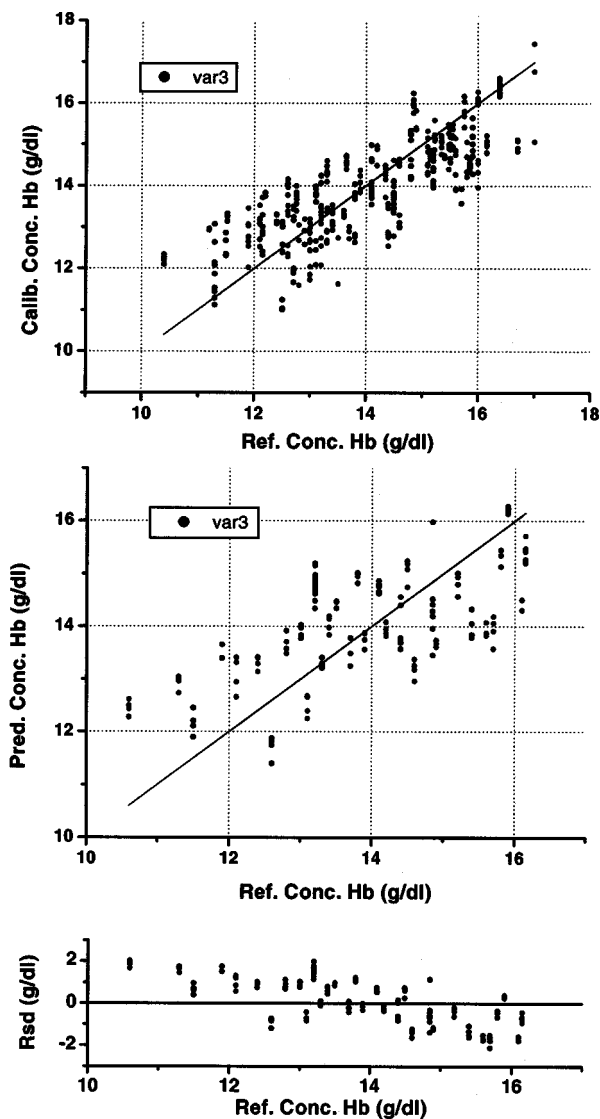 18
var3
16
14
12
10
Calib. Conc. Hb (g/dl)
10 12 14 16 18
Ref. Conc. Hb (g/dl)
var3
16
14
12
10
Pred. Conc. Hb (g/dl)
10 12 14 16
Ref. Conc. Hb (g/dl)
2
0
-2
Rsd (g/dl)
10 12 14 16
Ref. Conc. Hb (g/dl)